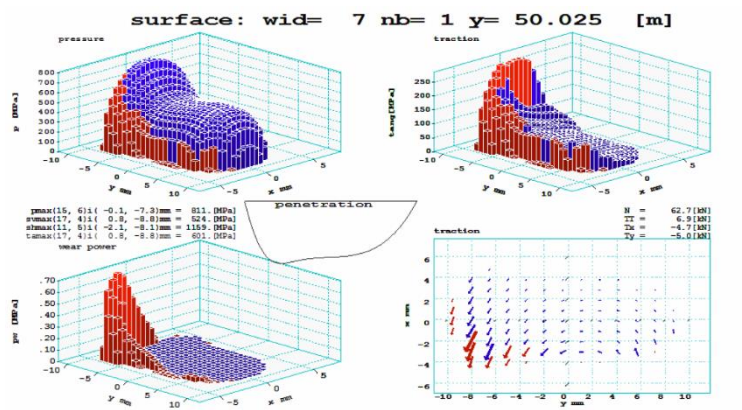 surface: wid= 7 nb= 1 y= 50.025 [m]
pressure
800
700
600
500
400
300
200
100
0
p [MPa]
-10
-5
0
5
10
y mm
-5
0
5
x mm
traction
250
200
150
100
50
0
tang[MPa]
-10
-5
0
5
10
y mm
-5
0
5
x mm
penetration
pmax(15, 6)i( -0.1, -7.3)mm = 811.[MPa]
svmax(17, 4)i( 0.8, -8.8)mm = 524.[MPa]
shmax(11, 5)i( -2.1, -8.1)mm = 1159.[MPa]
tamax(17, 4)i( 0.8, -8.8)mm = 601.[MPa]
N = 62.7[kN]
TT = 6.9[kN]
Tx = -4.7[kN]
Ty = -5.0[kN]
wear power
.70
.50
.40
.30
.20
.10
0
pw [MPa]
-10
-5
0
5
10
y mm
-5
0
5
x mm
traction
6
4
2
0
-2
-4
-6
x mm
-10 -8 -6 -4 -2 0 2 4 6 8 10
y mm